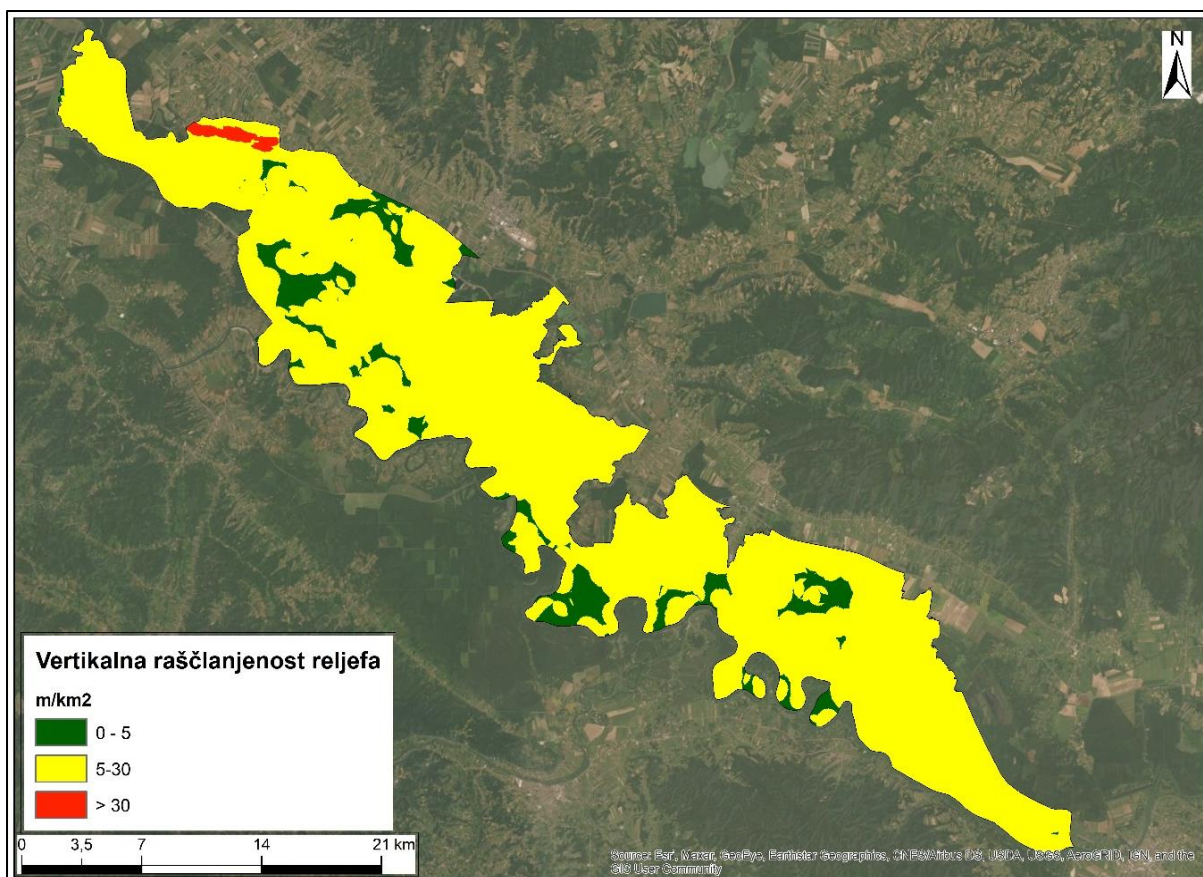 N
Vertikalna raščlanjenost reljefa
m/km2
0 - 5
5-30
> 30
0 3,5 7 14 21 km
Source: Esri, Maxar, GeoEye, Earthstar Geographics, CNES/Airbus DS, USDA, USGS, AeroGRID, IGN, and the
GIS User Community